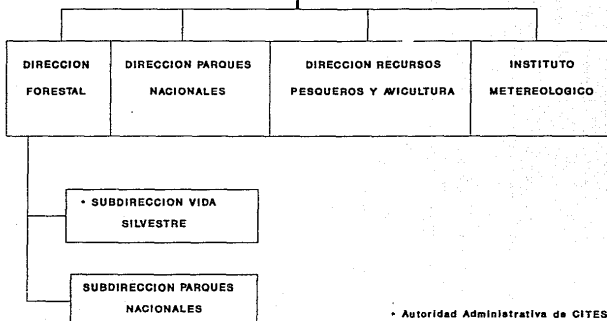 DIRECCION
FORESTAL
DIRECCION PARQUES
NACIONALES
DIRECCION RECURSOS
PESQUEROS Y AVICULTURA
INSTITUTO
METEREOLOGICO
• SUBDIRECCION VIDA
SILVESTRE
SUBDIRECCION PARQUES
NACIONALES
• Autoridad Administrativa de CITES